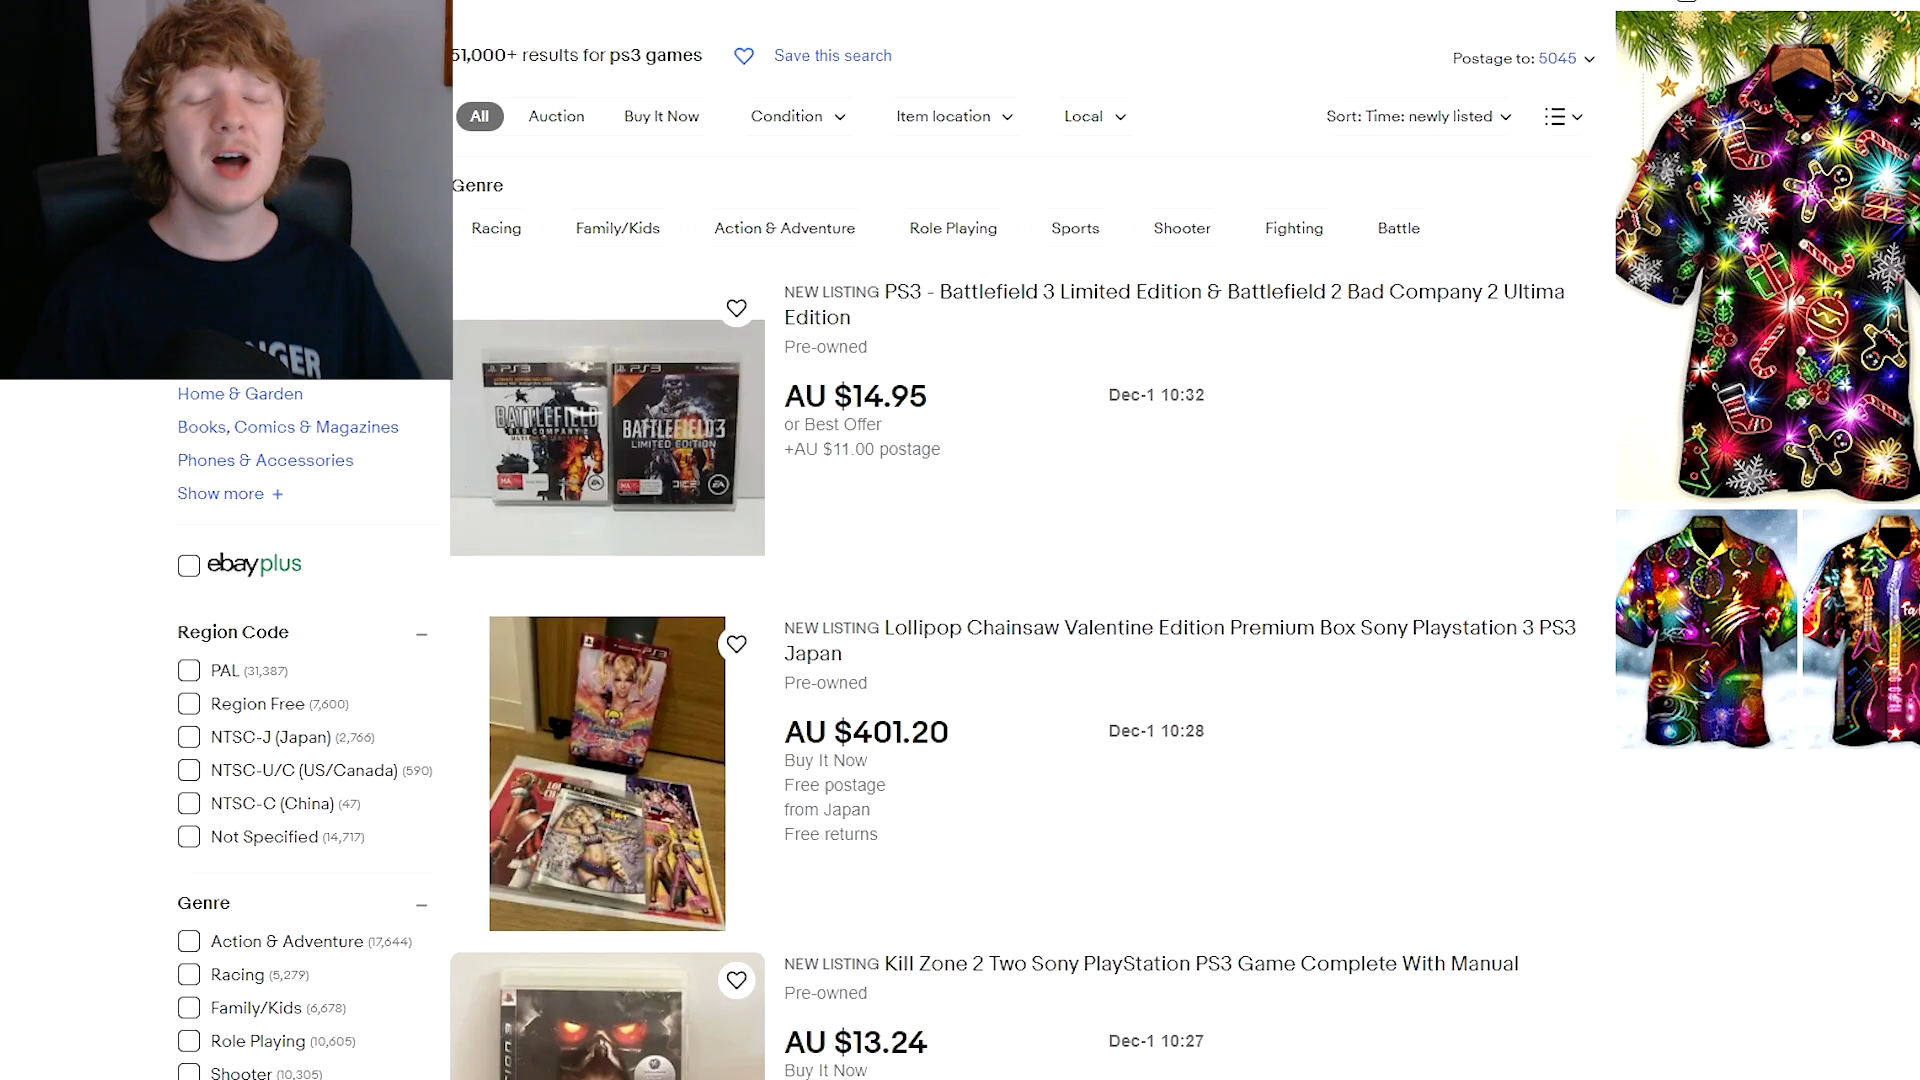 51,000+ results for ps3 games
Save this search
Postage to: 5045
All
Auction
Buy It Now
Condition
Item location
Local
Sort: Time: newly listed
Genre
Racing
Family/Kids
Action & Adventure
Role Playing
Sports
Shooter
Fighting
Battle
NEW LISTING PS3 - Battlefield 3 Limited Edition & Battlefield 2 Bad Company 2 Ultima
Edition
Pre-owned
AU $14.95
Dec-1 10:32
or Best Offer
+AU $11.00 postage
PS3
BATTLEFIELD
BAD COMPANY 2
PS3
BATTLEFIELD 3
LIMITED EDITION
DICE
EA
Home & Garden
Books, Comics & Magazines
Phones & Accessories
Show more +
ebayplus
Region Code
PAL (31,387)
Region Free (7,600)
NTSC-J (Japan) (2,766)
NTSC-U/C (US/Canada) (590)
NTSC-C (China) (47)
Not Specified (14,717)
Genre
Action & Adventure (17,644)
Racing (5,279)
Family/Kids (6,678)
Role Playing (10,605)
Shooter (10,305)
NEW LISTING Lollipop Chainsaw Valentine Edition Premium Box Sony Playstation 3 PS3
Japan
Pre-owned
AU $401.20
Dec-1 10:28
Buy It Now
Free postage
from Japan
Free returns
NEW LISTING Kill Zone 2 Two Sony PlayStation PS3 Game Complete With Manual
Pre-owned
AU $13.24
Dec-1 10:27
Buy It Now